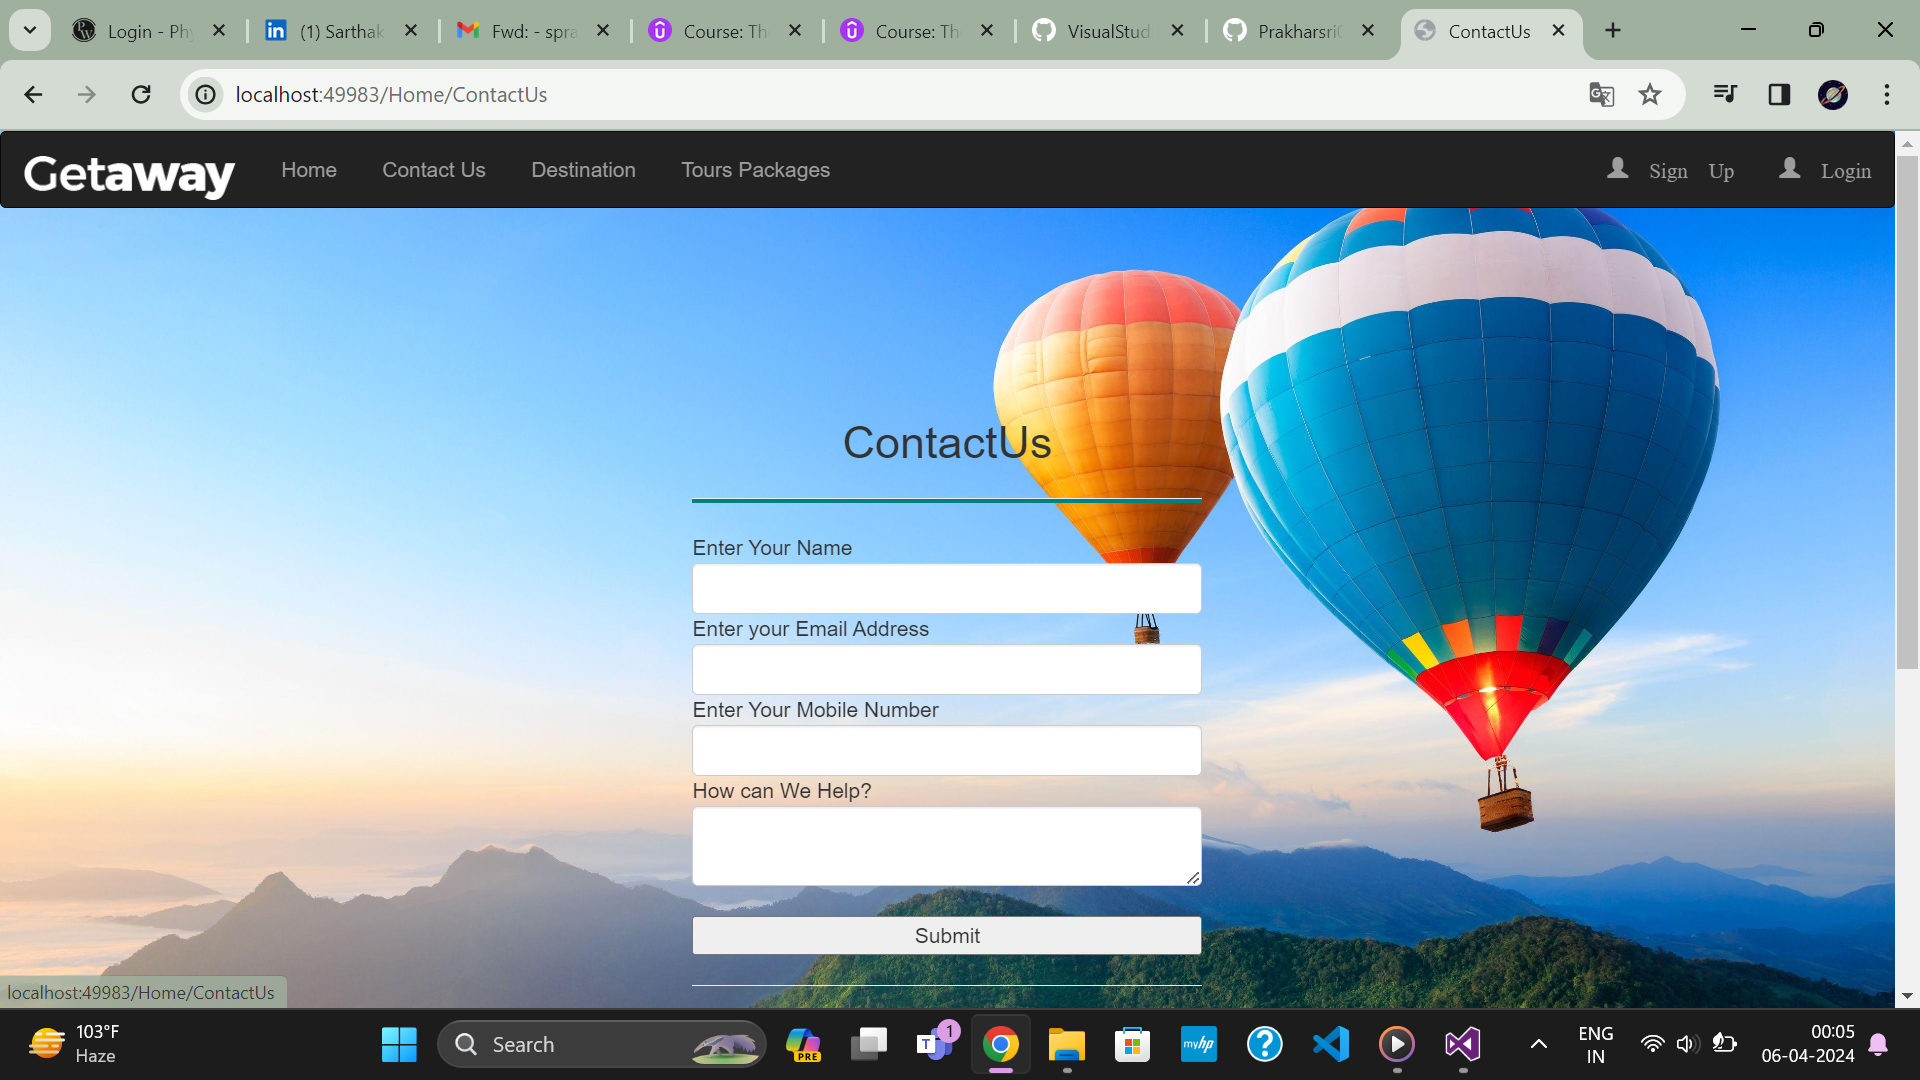 Login - Phy
(1) Sarthak
Fwd: - spra
Course: Th
Course: Th
VisualStud
Prakharsri
ContactUs
localhost:49983/Home/ContactUs
Getaway
Home
Contact Us
Destination
Tours Packages
Sign Up
Login
ContactUs
Enter Your Name
Enter your Email Address
Enter Your Mobile Number
How can We Help?
Submit
localhost:49983/Home/ContactUs
103°F
Haze
Search
PRE
1
T
myhp
?
ENG
IN
00:05
06-04-2024